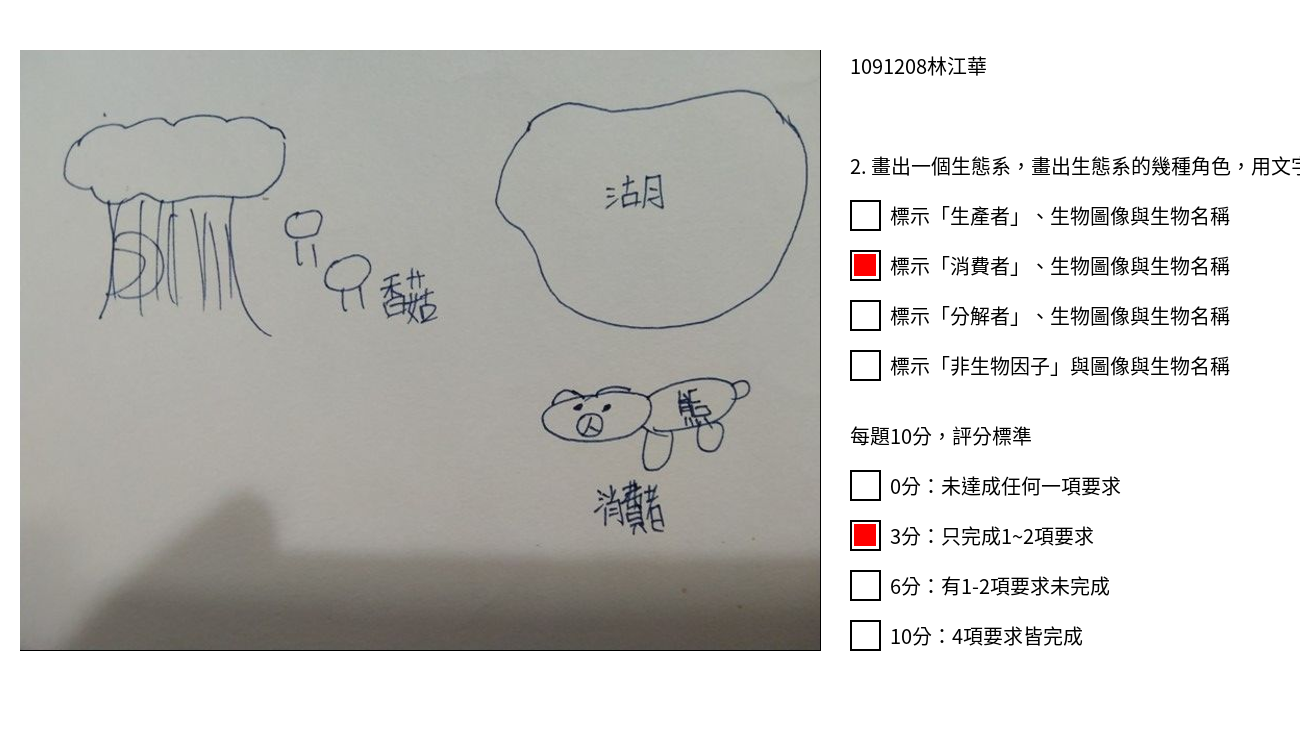 湖
香菇
熊
消費者
1091208林江華
2. 畫出一個生態系，畫出生態系的幾種角色，用文字
標示「生產者」、生物圖像與生物名稱
標示「消費者」、生物圖像與生物名稱
標示「分解者」、生物圖像與生物名稱
標示「非生物因子」與圖像與生物名稱
每題10分，評分標準
0分：未達成任何一項要求
3分：只完成1~2項要求
6分：有1-2項要求未完成
10分：4項要求皆完成